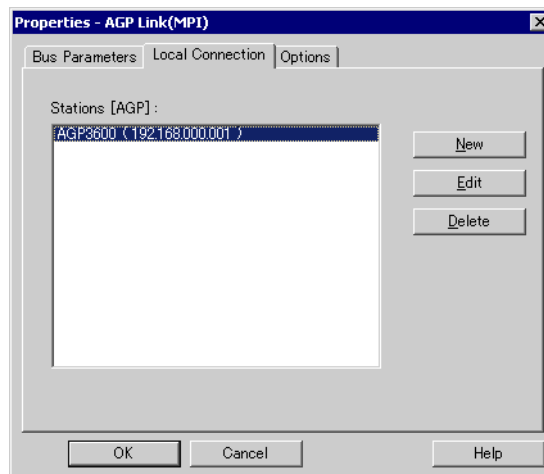 Properties - AGP Link(MPI)
Bus Parameters
Local Connection
Options
Stations [AGP] :
AGP3600 ( 192.168.000.001 )
New
Edit
Delete
OK
Cancel
Help